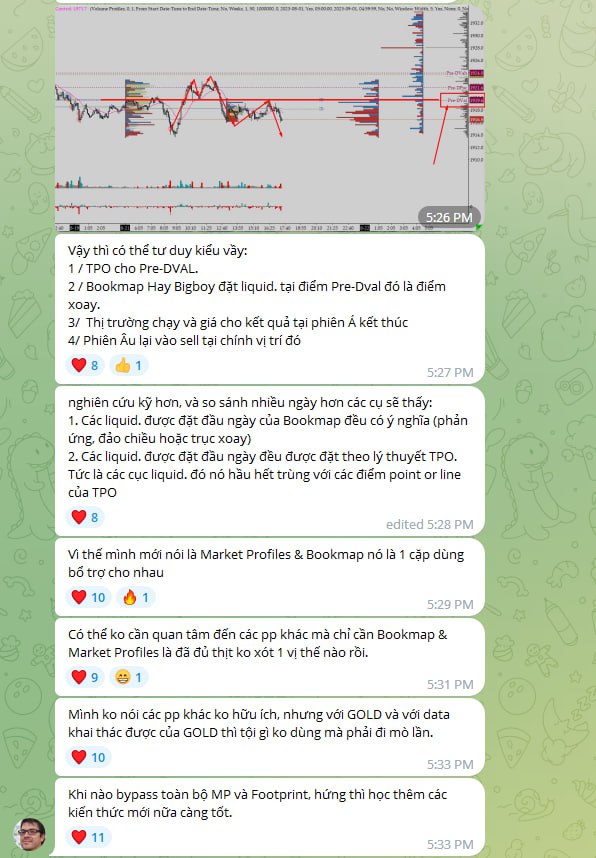 5:26 PM
Vậy thì có thể tư duy kiểu vầy:
1 / TPO cho Pre-DVAL.
2 / Bookmap Hay Bigboy đặt liquid. tại điểm Pre-Dval đó là điểm
xoay.
3/ Thị trường chạy và giá cho kết quả tại phiên Á kết thúc
4/ Phiên Âu lại vào sell tại chính vị trí đó
8 1
5:27 PM
nghiên cứu kỹ hơn, và so sánh nhiều ngày hơn các cụ sẽ thấy:
1. Các liquid. được đặt đầu ngày của Bookmap đều có ý nghĩa (phản
ứng, đảo chiều hoặc trục xoay)
2. Các liquid. được đặt đầu ngày đều được đặt theo lý thuyết TPO.
Tức là các cục liquid. đó nó hầu hết trùng với các điểm point or line
của TPO
8
edited 5:28 PM
Vì thế mình mới nói là Market Profiles & Bookmap nó là 1 cặp dùng
bổ trợ cho nhau
10 1
5:29 PM
Có thể ko cần quan tâm đến các pp khác mà chỉ cần Bookmap &
Market Profiles là đã đủ thịt ko xót 1 vị thế nào rồi.
9 1
5:31 PM
Mình ko nói các pp khác ko hữu ích, nhưng với GOLD và với data
khai thác được của GOLD thì tội gì ko dùng mà phải đi mò lần.
10
5:33 PM
Khi nào bypass toàn bộ MP và Footprint, hứng thì học thêm các
kiến thức mới nữa càng tốt.
11
5:33 PM